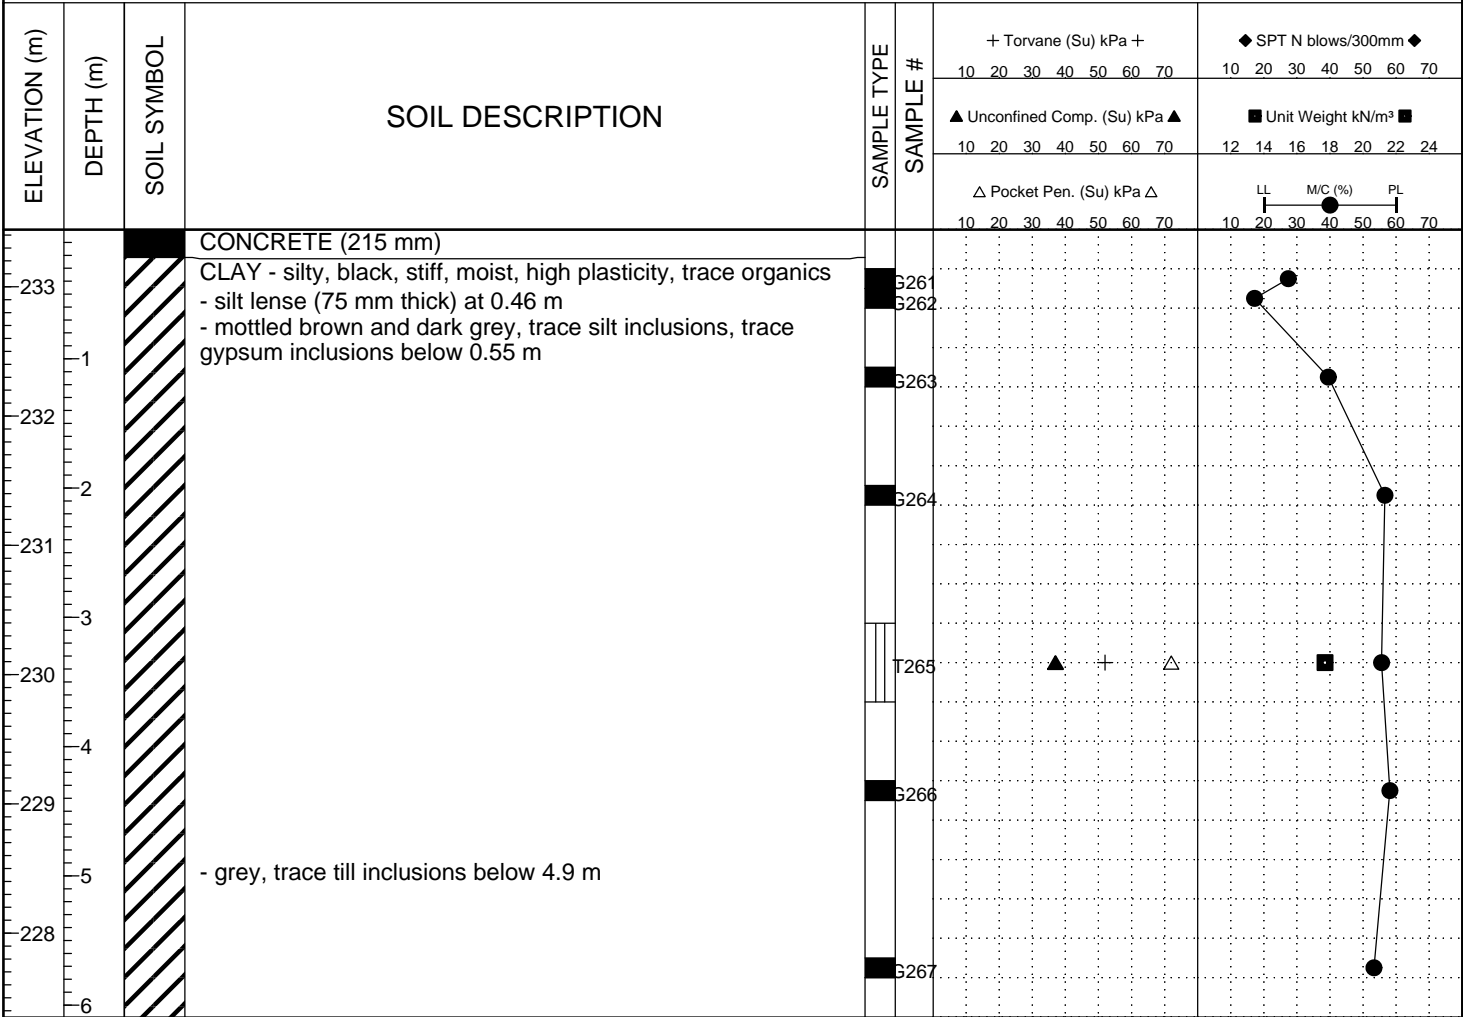 ELEVATION (m)
DEPTH (m)
SOIL SYMBOL
SOIL DESCRIPTION
SAMPLE TYPE
SAMPLE #
+ Torvane (Su) kPa +
10 20 30 40 50 60 70
▲ Unconfined Comp. (Su) kPa ▲
10 20 30 40 50 60 70
△ Pocket Pen. (Su) kPa △
10 20 30 40 50 60 70
◆ SPT N blows/300mm ◆
10 20 30 40 50 60 70
■ Unit Weight kN/m³ ■
12 14 16 18 20 22 24
LL M/C (%) PL
10 20 30 40 50 60 70
CONCRETE (215 mm)
CLAY - silty, black, stiff, moist, high plasticity, trace organics
- silt lense (75 mm thick) at 0.46 m
- mottled brown and dark grey, trace silt inclusions, trace
gypsum inclusions below 0.55 m
- grey, trace till inclusions below 4.9 m
233
232
231
230
229
228
1
2
3
4
5
6
G261
G262
G263
G264
T265
G266
G267